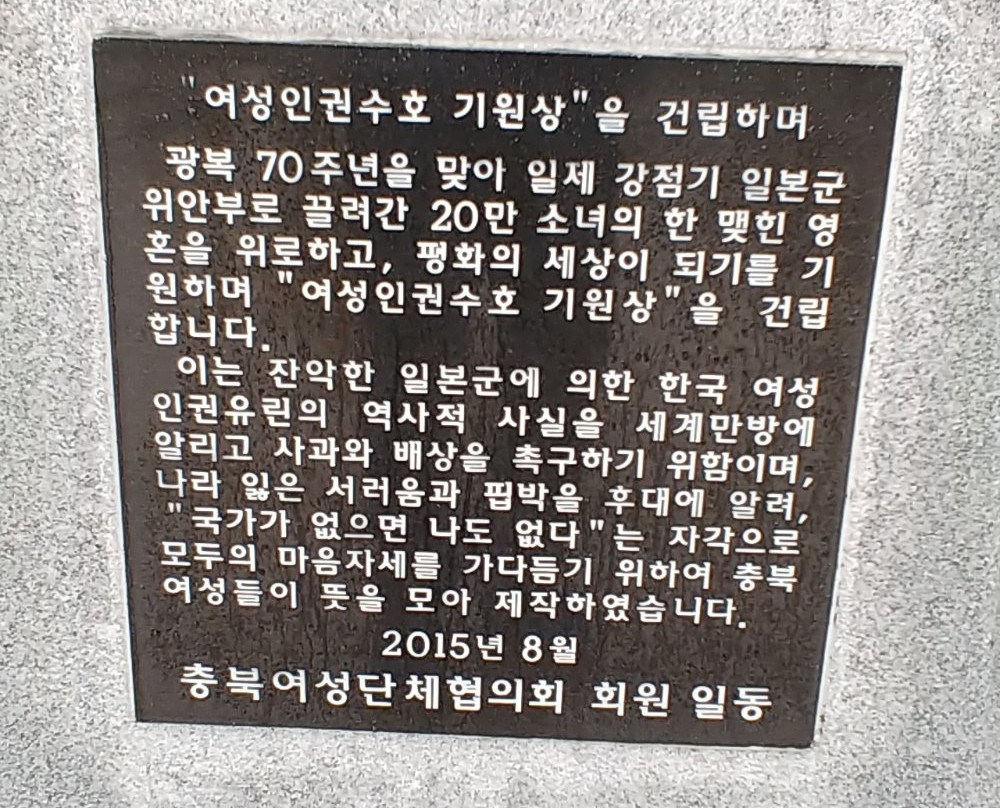 "여성인권수호 기원상"을 건립하며
광복 70주년을 맞아 일제 강점기 일본군
위안부로 끌려간 20만 소녀의 한 맺힌 영
혼을 위로하고, 평화의 세상이 되기를 기
원하며 "여성인권수호 기원상"을 건립
합니다.
이는 잔악한 일본군에 의한 한국 여성
인권유린의 역사적 사실을 세계만방에
알리고 사과와 배상을 촉구하기 위함이며,
나라 잃은 서러움과 핍박을 후대에 알려,
"국가가 없으면 나도 없다"는 자각으로
모두의 마음자세를 가다듬기 위하여 충북
여성들이 뜻을 모아 제작하였습니다.
2015년 8월
충북여성단체협의회 회원 일동